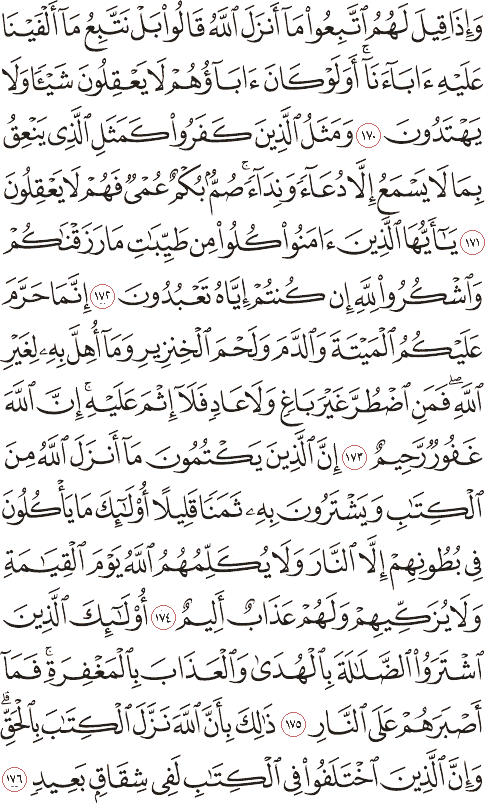 وَإِذَا قِيلَ لَهُمُ ٱتَّبِعُوا۟ مَآ أَنزَلَ ٱللَّهُ قَالُوا۟ بَلْ نَتَّبِعُ مَآ أَلْفَيْنَا
عَلَيْهِ ءَابَآءَنَآ ۗ أَوَلَوْ كَانَ ءَابَآؤُهُمْ لَا يَعْقِلُونَ شَيْـًٔا وَلَا
يَهْتَدُونَ ١٧٠ وَمَثَلُ ٱلَّذِينَ كَفَرُوا۟ كَمَثَلِ ٱلَّذِى يَنْعِقُ
بِمَا لَا يَسْمَعُ إِلَّا دُعَآءً وَنِدَآءً ۚ صُمٌّۢ بُكْمٌ عُمْىٌ فَهُمْ لَا يَعْقِلُونَ
١٧١ يَـٰٓأَيُّهَا ٱلَّذِينَ ءَامَنُوا۟ كُلُوا۟ مِن طَيِّبَـٰتِ مَا رَزَقْنَـٰكُمْ
وَٱشْكُرُوا۟ لِلَّهِ إِن كُنتُمْ إِيَّاهُ تَعْبُدُونَ ١٧٢ إِنَّمَا حَرَّمَ
عَلَيْكُمُ ٱلْمَيْتَةَ وَٱلدَّمَ وَلَحْمَ ٱلْخِنزِيرِ وَمَآ أُهِلَّ بِهِۦ لِغَيْرِ
ٱللَّهِ ۖ فَمَنِ ٱضْطُرَّ غَيْرَ بَاغٍ وَلَا عَادٍ فَلَآ إِثْمَ عَلَيْهِ ۚ إِنَّ ٱللَّهَ
غَفُورٌ رَّحِيمٌ ١٧٣ إِنَّ ٱلَّذِينَ يَكْتُمُونَ مَآ أَنزَلَ ٱللَّهُ مِنَ
ٱلْكِتَـٰبِ وَيَشْتَرُونَ بِهِۦ ثَمَنًا قَلِيلًا أُو۟لَـٰٓئِكَ مَا يَأْكُلُونَ
فِى بُطُونِهِمْ إِلَّا ٱلنَّارَ وَلَا يُكَلِّمُهُمُ ٱللَّهُ يَوْمَ ٱلْقِيَـٰمَةِ
وَلَا يُزَكِّيهِمْ وَلَهُمْ عَذَابٌ أَلِيمٌ ١٧٤ أُو۟لَـٰٓئِكَ ٱلَّذِينَ
ٱشْتَرَوُا۟ ٱلضَّلَـٰلَةَ بِٱلْهُدَىٰ وَٱلْعَذَابَ بِٱلْمَغْفِرَةِ ۚ فَمَآ
أَصْبَرَهُمْ عَلَى ٱلنَّارِ ١٧٥ ذَٰلِكَ بِأَنَّ ٱللَّهَ نَزَّلَ ٱلْكِتَـٰبَ بِٱلْحَقِّ ۗ
وَإِنَّ ٱلَّذِينَ ٱخْتَلَفُوا۟ فِى ٱلْكِتَـٰبِ لَفِى شِقَاقٍۭ بَعِيدٍ ١٧٦